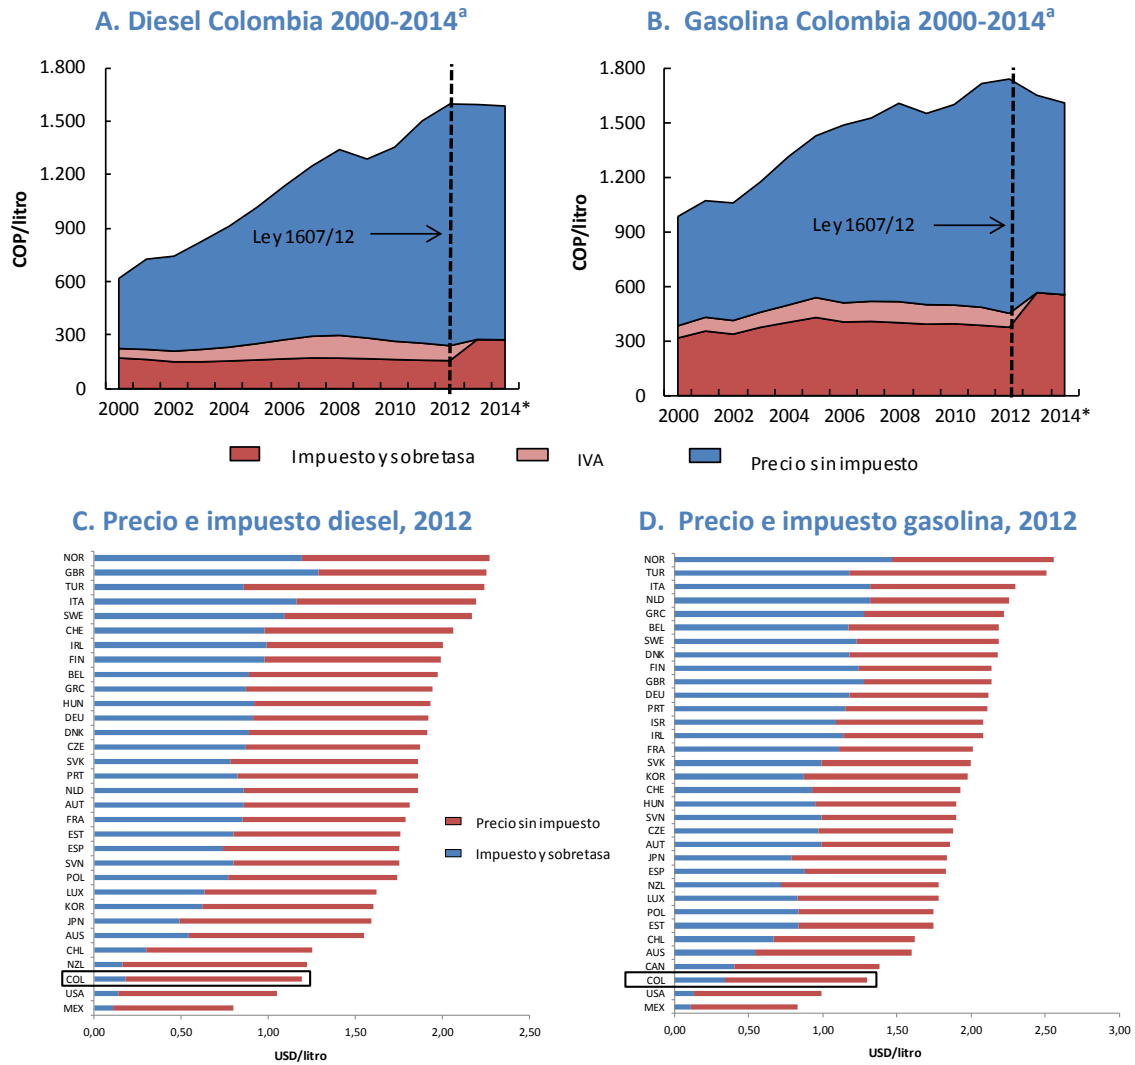 A. Diesel Colombia 2000-2014ª
1.800
1.500
1.200
900
600
300
0
COP/litro
Ley 1607/12
2000 2002 2004 2006 2008 2010 2012 2014*
B. Gasolina Colombia 2000-2014ª
1.800
1.500
1.200
900
600
300
0
COP/litro
Ley 1607/12
2000 2002 2004 2006 2008 2010 2012 2014*
Impuesto y sobretasa IVA Precio sin impuesto
C. Precio e impuesto diesel, 2012
NOR
GBR
TUR
ITA
SWE
CHE
IRL
FIN
BEL
GRC
HUN
DEU
DNK
CZE
SVK
PRT
NLD
AUT
FRA
EST
ESP
SVN
POL
LUX
KOR
JPN
AUS
CHL
NZL
COL
USA
MEX
0,00 0,50 1,00 1,50 2,00 2,50
USD/litro
Precio sin impuesto
Impuesto y sobretasa
D. Precio e impuesto gasolina, 2012
NOR
TUR
ITA
NLD
GRC
BEL
SWE
DNK
FIN
GBR
DEU
PRT
ISR
IRL
FRA
SVK
KOR
CHE
HUN
SVN
CZE
AUT
JPN
ESP
NZL
LUX
POL
EST
CHL
AUS
CAN
COL
USA
MEX
0,00 0,50 1,00 1,50 2,00 2,50 3,00
USD/litro